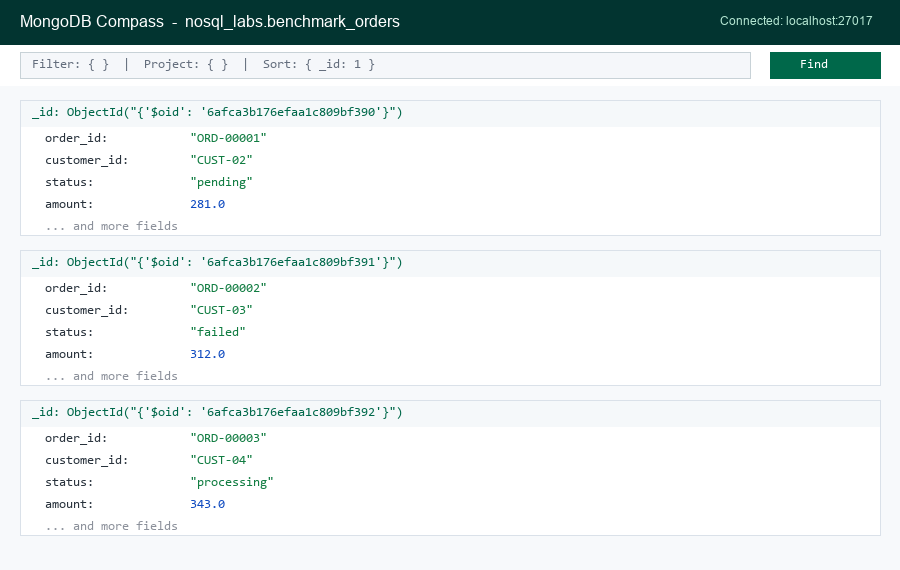 MongoDB Compass - nosql_labs.benchmark_orders
Connected: localhost:27017
Filter: { } | Project: { } | Sort: { _id: 1 }
Find
_id: ObjectId("{'$oid': '6afca3b176efaa1c809bf390'}")
order_id: "ORD-00001"
customer_id: "CUST-02"
status: "pending"
amount: 281.0
... and more fields
_id: ObjectId("{'$oid': '6afca3b176efaa1c809bf391'}")
order_id: "ORD-00002"
customer_id: "CUST-03"
status: "failed"
amount: 312.0
... and more fields
_id: ObjectId("{'$oid': '6afca3b176efaa1c809bf392'}")
order_id: "ORD-00003"
customer_id: "CUST-04"
status: "processing"
amount: 343.0
... and more fields